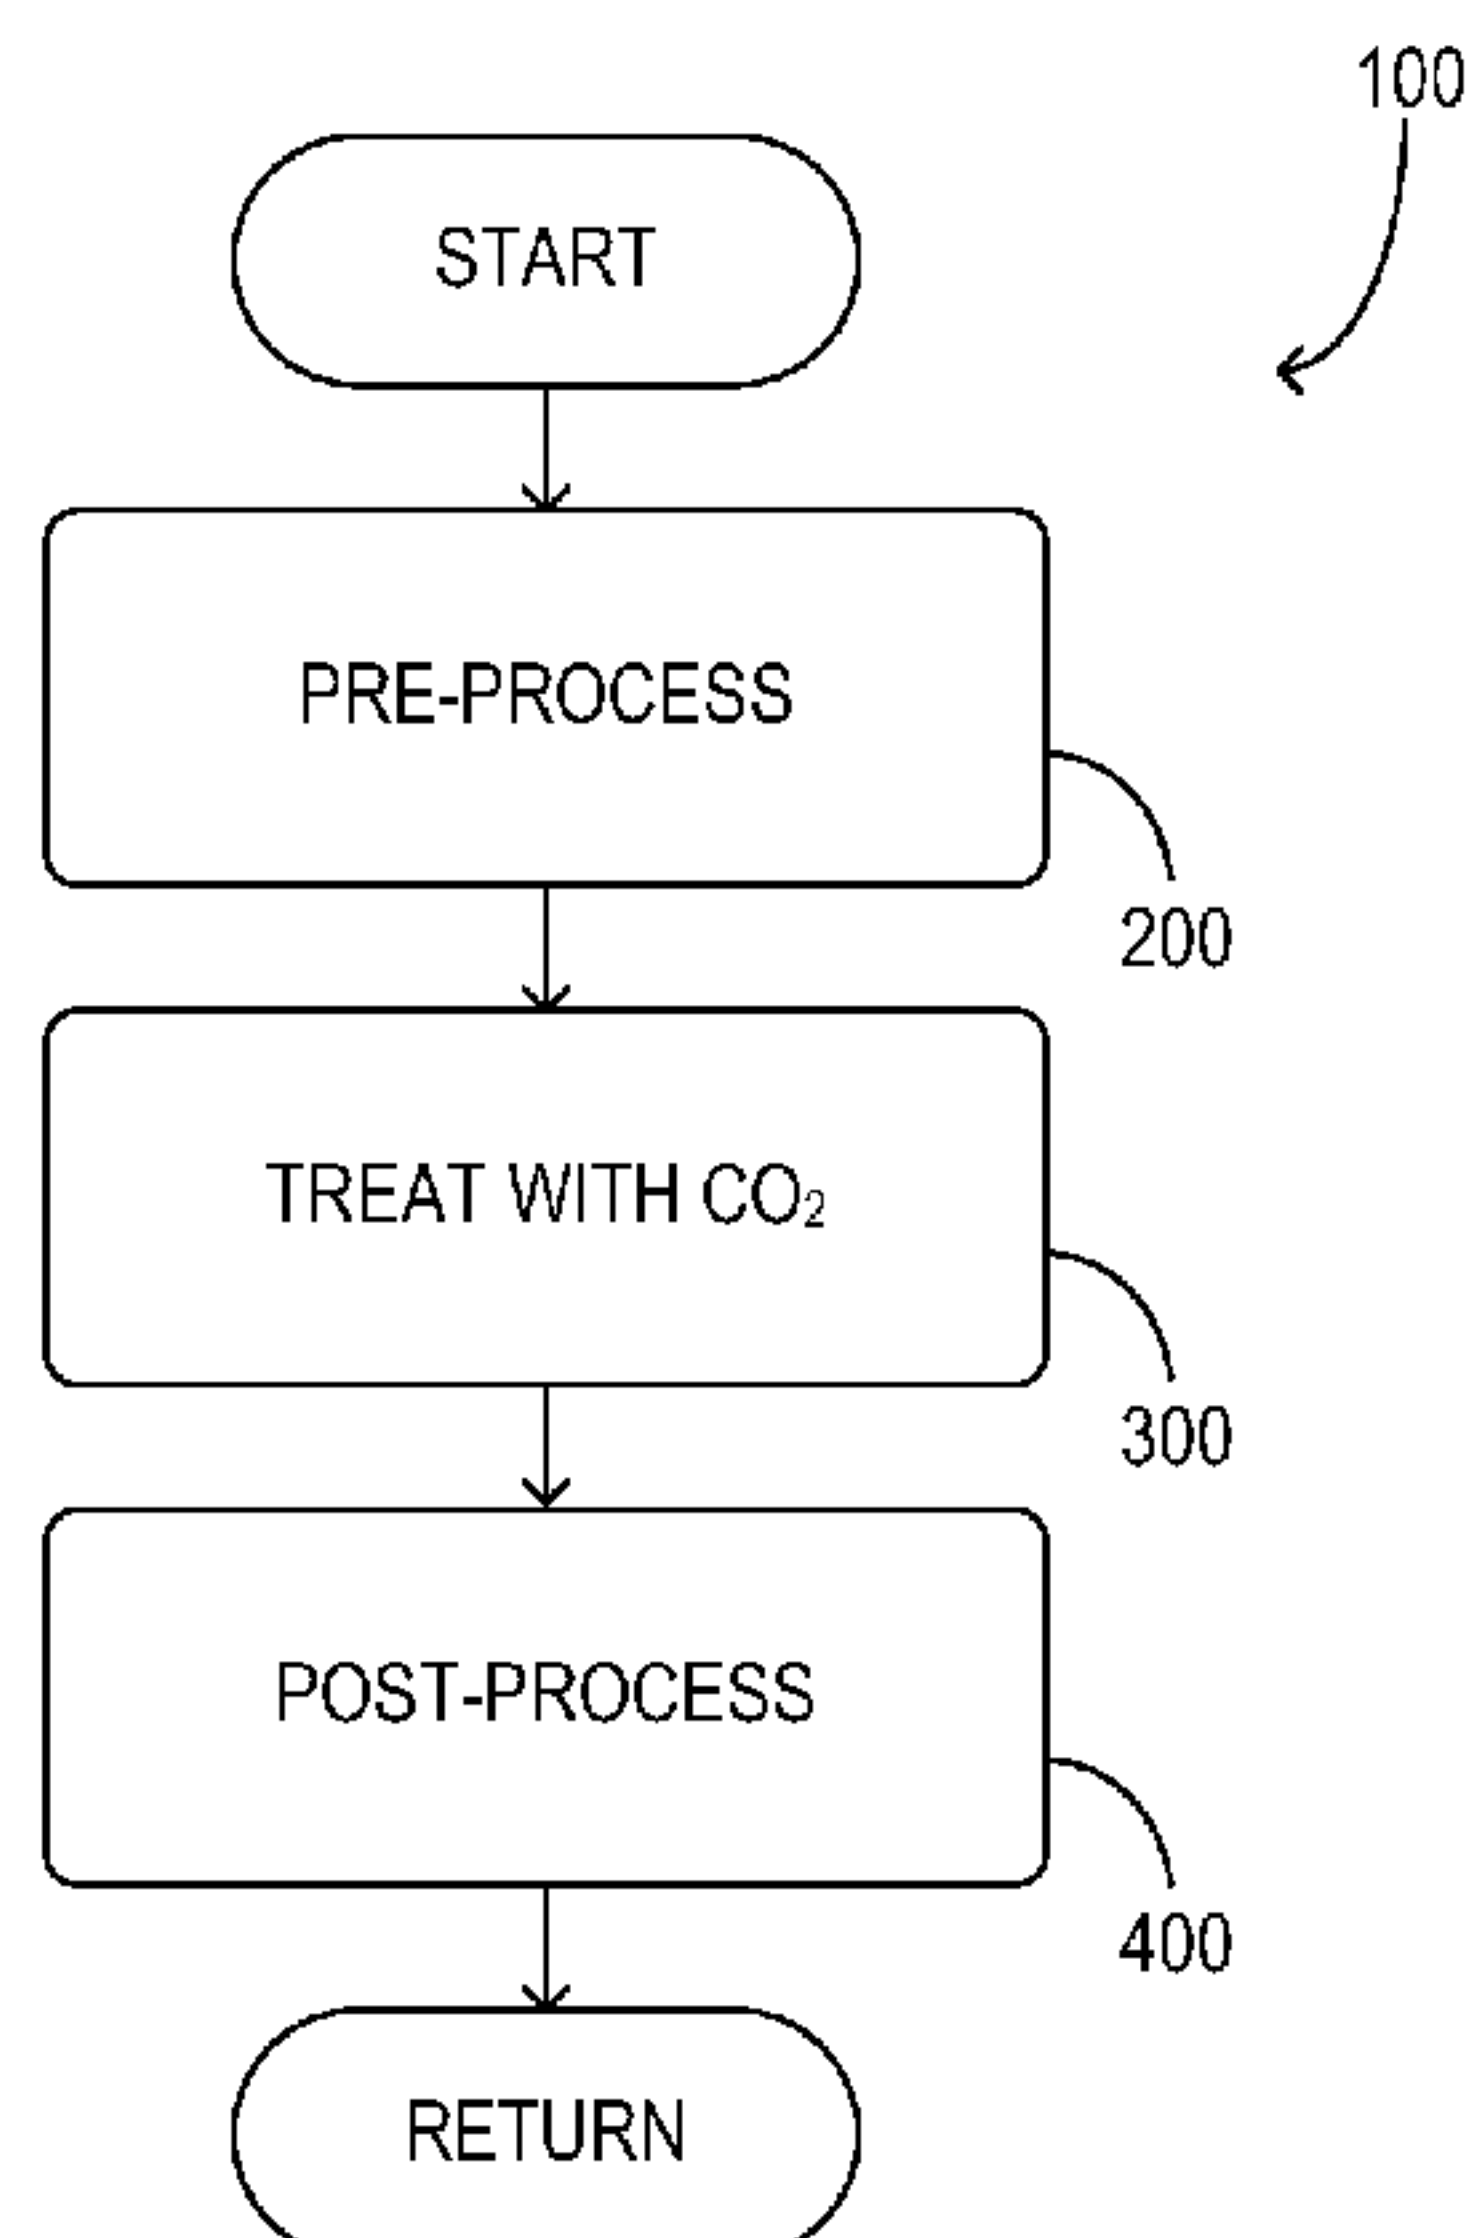 100
START
PRE-PROCESS
200
TREAT WITH CO₂
300
POST-PROCESS
400
RETURN